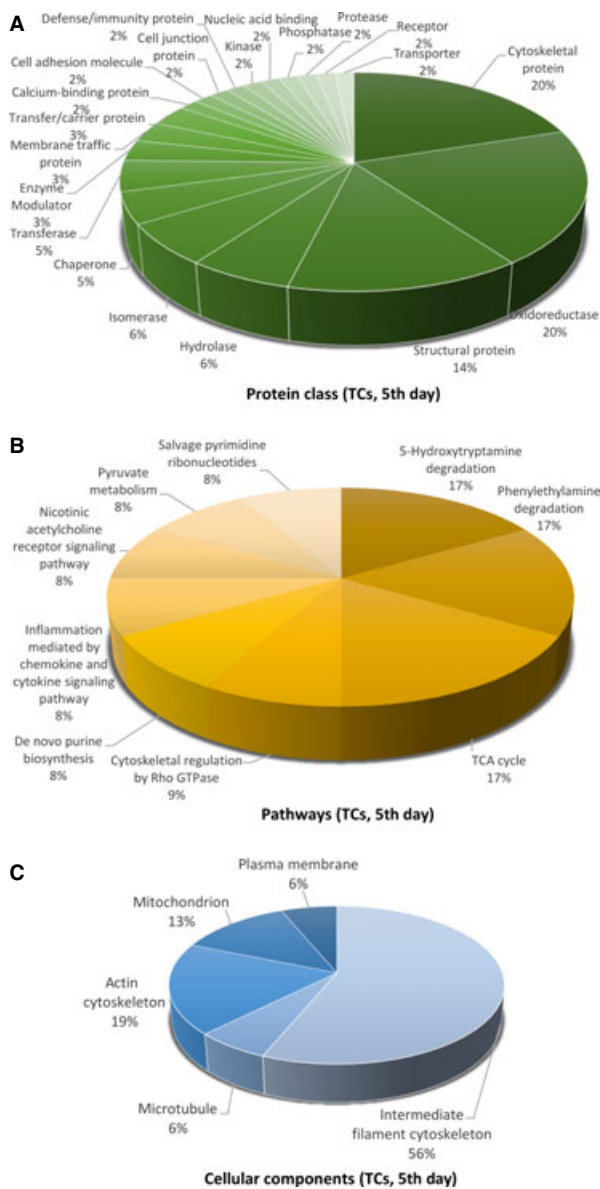 A
Defense/immunity protein
2%
Nucleic acid binding
2%
Protease
2%
Cell junction
protein
2%
Kinase
2%
Phosphatase
2%
Receptor
2%
Transporter
2%
Cytoskeletal
protein
20%
Cell adhesion molecule
2%
Calcium-binding protein
2%
Transfer/carrier protein
3%
Membrane traffic
protein
3%
Enzyme
Modulator
3%
Transferase
5%
Chaperone
5%
Isomerase
6%
Hydrolase
6%
Structural protein
14%
Oxidoreductase
20%
Protein class (TCs, 5th day)
B
Salvage pyrimidine
ribonucleotides
8%
5-Hydroxytryptamine
degradation
17%
Pyruvate
metabolism
8%
Phenylethylamine
degradation
17%
Nicotinic
acetylcholine
receptor signaling
pathway
8%
Inflammation
mediated by
chemokine and
cytokine signaling
pathway
8%
De novo purine
biosynthesis
8%
Cytoskeletal regulation
by Rho GTPase
9%
TCA cycle
17%
Pathways (TCs, 5th day)
C
Plasma membrane
6%
Mitochondrion
13%
Actin
cytoskeleton
19%
Microtubule
6%
Intermediate
filament cytoskeleton
56%
Cellular components (TCs, 5th day)